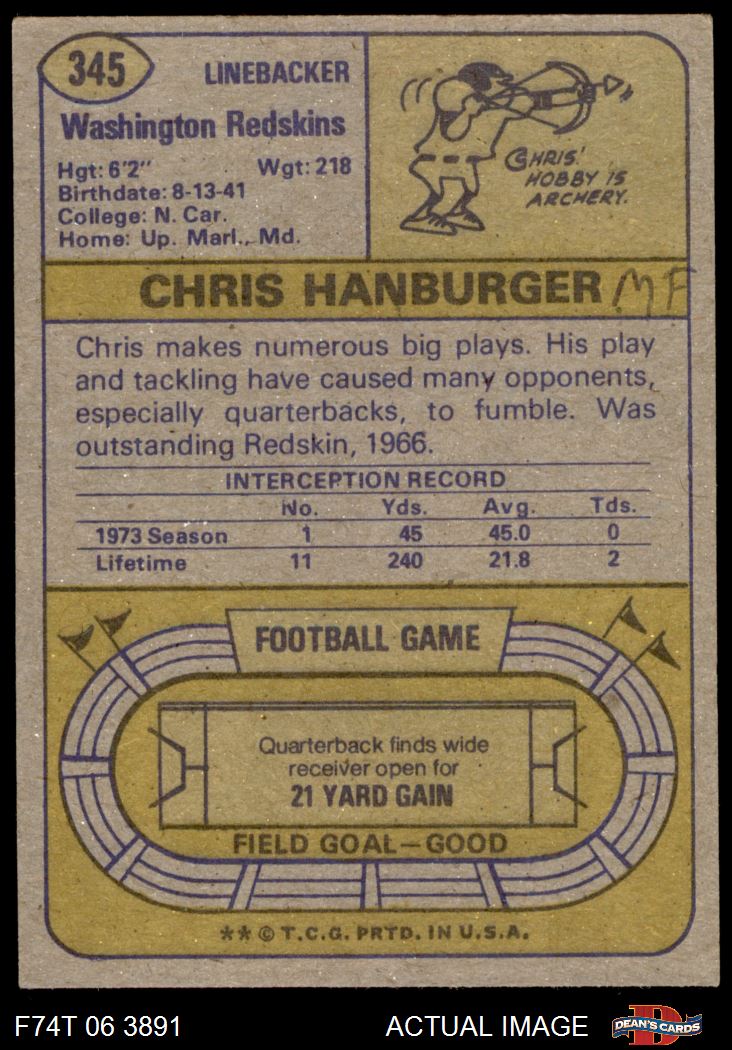 345
LINEBACKER
Washington Redskins
Hgt: 6'2" Wgt: 218
Birthdate: 8-13-41
College: N. Car.
Home: Up. Marl., Md.
CHRIS'
HOBBY IS
ARCHERY.
CHRIS HANBURGER MF
Chris makes numerous big plays. His play
and tackling have caused many opponents,
especially quarterbacks, to fumble. Was
outstanding Redskin, 1966.
INTERCEPTION RECORD
No. Yds. Avg. Tds.
1973 Season 1 45 45.0 0
Lifetime 11 240 21.8 2
FOOTBALL GAME
Quarterback finds wide
receiver open for
21 YARD GAIN
FIELD GOAL—GOOD
** © T.C.G. PRTD. IN U.S.A.
F74T 06 3891 ACTUAL IMAGE
D
DEAN'S CARDS